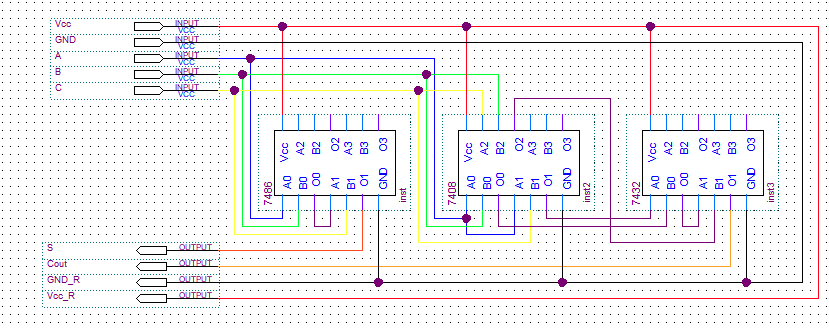 Vcc INPUT VCC
GND INPUT VCC
A INPUT VCC
B INPUT VCC
C INPUT VCC
Vcc A2 B2 O2 A3 B3 O3
7486 A0 B0 O0 A1 B1 O1 GND inst
Vcc A2 B2 O2 A3 B3 O3
7408 A0 B0 O0 A1 B1 O1 GND inst2
Vcc A2 B2 O2 A3 B3 O3
7432 A0 B0 O0 A1 B1 O1 GND inst3
S OUTPUT
Cout OUTPUT
GND_R OUTPUT
Vcc_R OUTPUT